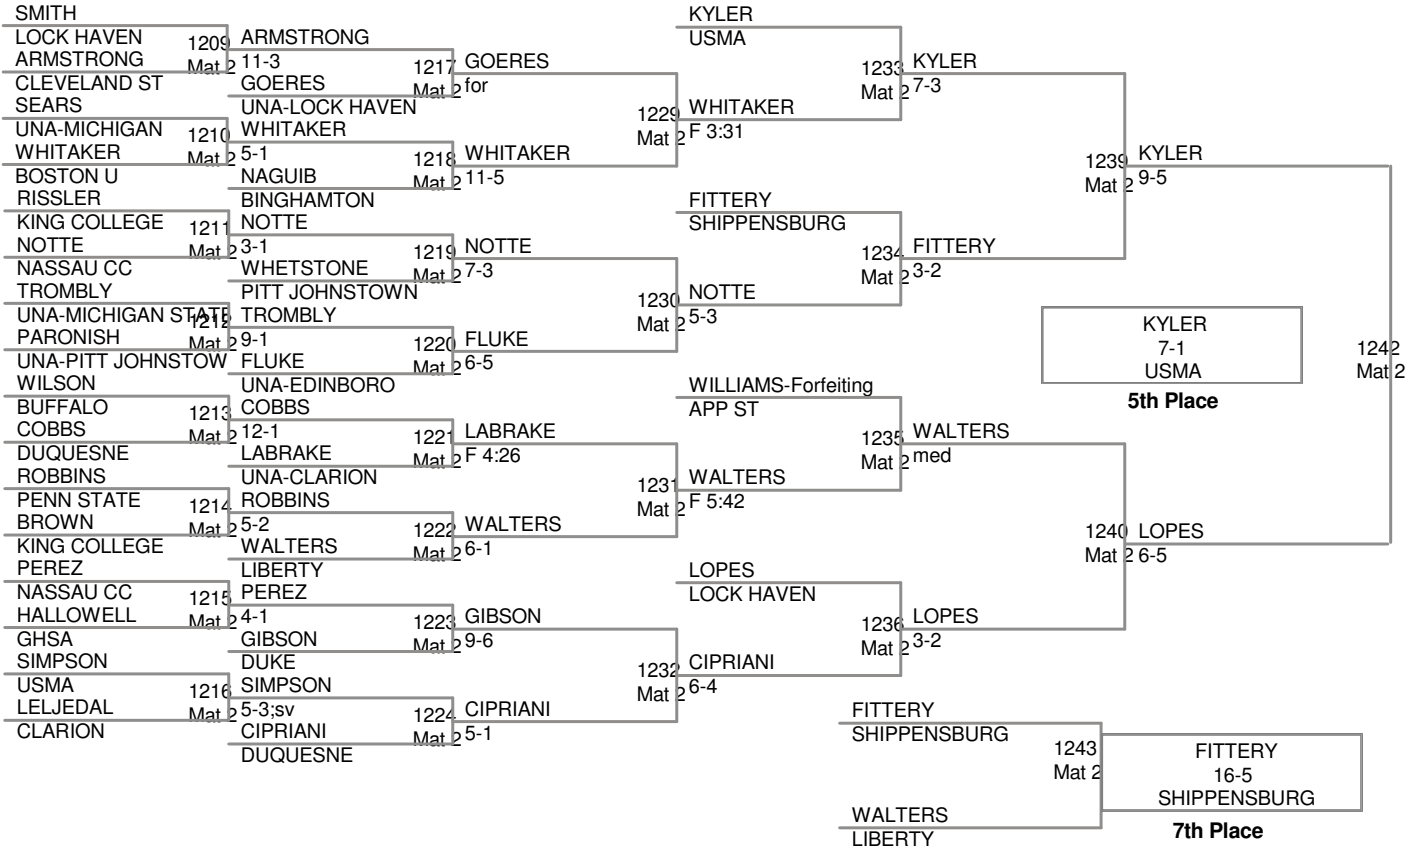 SMITH
LOCK HAVEN
ARMSTRONG
CLEVELAND ST
SEARS
UNA-MICHIGAN
WHITAKER
BOSTON U
RISSLER
KING COLLEGE
NOTTE
NASSAU CC
TROMBLY
UNA-MICHIGAN STATE
PARONISH
UNA-PITT JOHNSTOW
WILSON
BUFFALO
COBBS
DUQUESNE
ROBBINS
PENN STATE
BROWN
KING COLLEGE
PEREZ
NASSAU CC
HALLOWELL
GHSA
SIMPSON
USMA
LELJEDAL
CLARION
1209
Mat 2
1210
Mat 2
1211
Mat 2
1212
Mat 2
1213
Mat 2
1214
Mat 2
1215
Mat 2
1216
Mat 2
ARMSTRONG
11-3
GOERES
UNA-LOCK HAVEN
WHITAKER
5-1
NAGUIB
BINGHAMTON
NOTTE
3-1
WHETSTONE
PITT JOHNSTOWN
TROMBLY
9-1
FLUKE
UNA-EDINBORO
COBBS
12-1
LABRAKE
UNA-CLARION
ROBBINS
5-2
WALTERS
LIBERTY
PEREZ
4-1
GIBSON
DUKE
SIMPSON
5-3;sv
CIPRIANI
DUQUESNE
1217
Mat 2
1218
Mat 2
1219
Mat 2
1220
Mat 2
1221
Mat 2
1222
Mat 2
1223
Mat 2
1224
Mat 2
GOERES
for
WHITAKER
11-5
NOTTE
7-3
FLUKE
6-5
LABRAKE
F 4:26
WALTERS
6-1
GIBSON
9-6
CIPRIANI
5-1
1229
Mat 2
1230
Mat 2
1231
Mat 2
1232
Mat 2
KYLER
USMA
WHITAKER
F 3:31
FITTERY
SHIPPENSBURG
NOTTE
5-3
WILLIAMS-Forfeiting
APP ST
WALTERS
F 5:42
LOPES
LOCK HAVEN
CIPRIANI
6-4
1233
Mat 2
1234
Mat 2
1235
Mat 2
1236
Mat 2
KYLER
7-3
FITTERY
3-2
WALTERS
med
LOPES
3-2
1239
Mat 2
1240
Mat 2
KYLER
9-5
LOPES
6-5
1242
Mat 2
KYLER
7-1
USMA
5th Place
FITTERY
SHIPPENSBURG
WALTERS
LIBERTY
1243
Mat 2
FITTERY
16-5
SHIPPENSBURG
7th Place